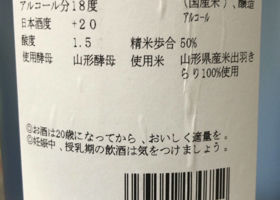 アルコール分18度
（国産米）、醸造
アルコール
日本酒度 +20
酸度 1.5 精米歩合 50%
使用酵母 山形酵母 使用米 山形県産米出羽き
らり100%使用
◎お酒は20歳になってから、おいしく適量を。
◎妊娠中、授乳期の飲酒は気をつけましょう。